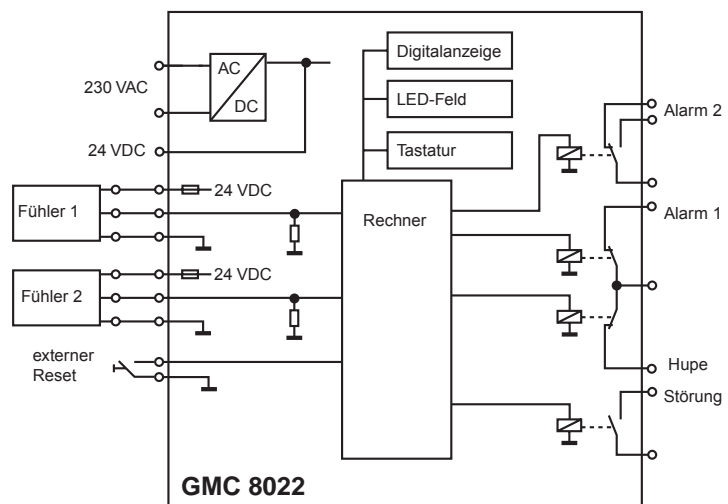 Digitalanzeige
AC
230 VAC
DC
LED-Feld
Alarm 2
24 VDC
Tastatur
24 VDC
Fühler 1
Rechner
Alarm 1
24 VDC
Fühler 2
externer
Reset
Hupe
Störung
GMC 8022